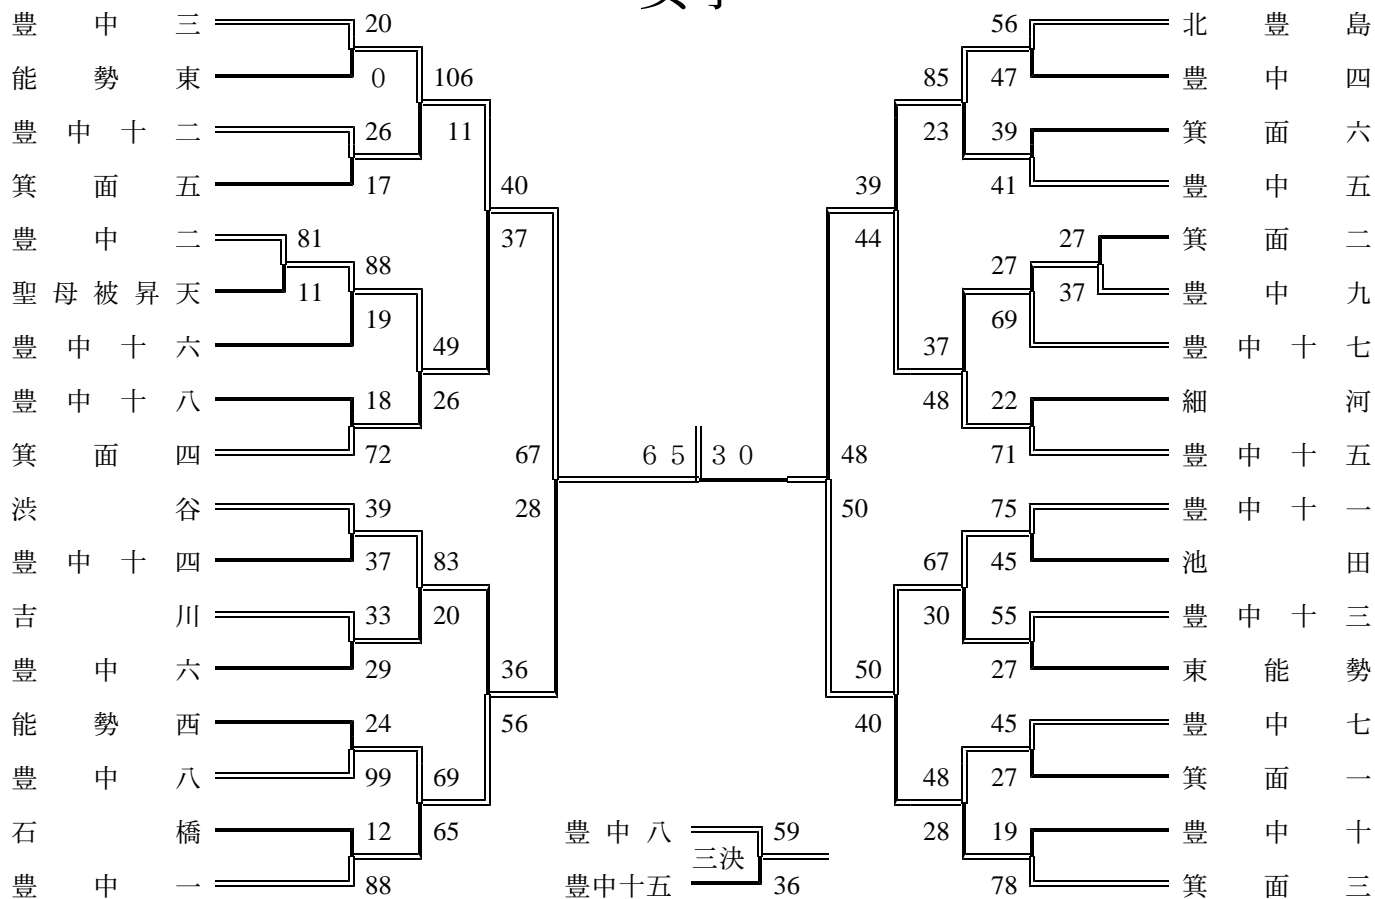 豊中三 20 56 北豊島
能勢東 0 106 85 47 豊中四
豊中十二 26 11 23 39 箕面六
箕面五 17 40 39 41 豊中五
豊中二 81 37 44 27 箕面二
88 27
聖母被昇天 11 37 豊中九
19 69
豊中十六 49 37 豊中十七
豊中十八 18 26 48 22 細河
箕面四 72 67 65 30 48 71 豊中十五
渋谷 39 28 50 75 豊中十一
豊中十四 37 83 67 45 池田
吉川 33 20 30 55 豊中十三
豊中六 29 36 50 27 東能勢
能勢西 24 56 40 45 豊中七
豊中八 99 69 48 27 箕面一
石橋 12 65 豊中八 59 28 19 豊中十
三決
豊中一 88 豊中十五 36 78 箕面三